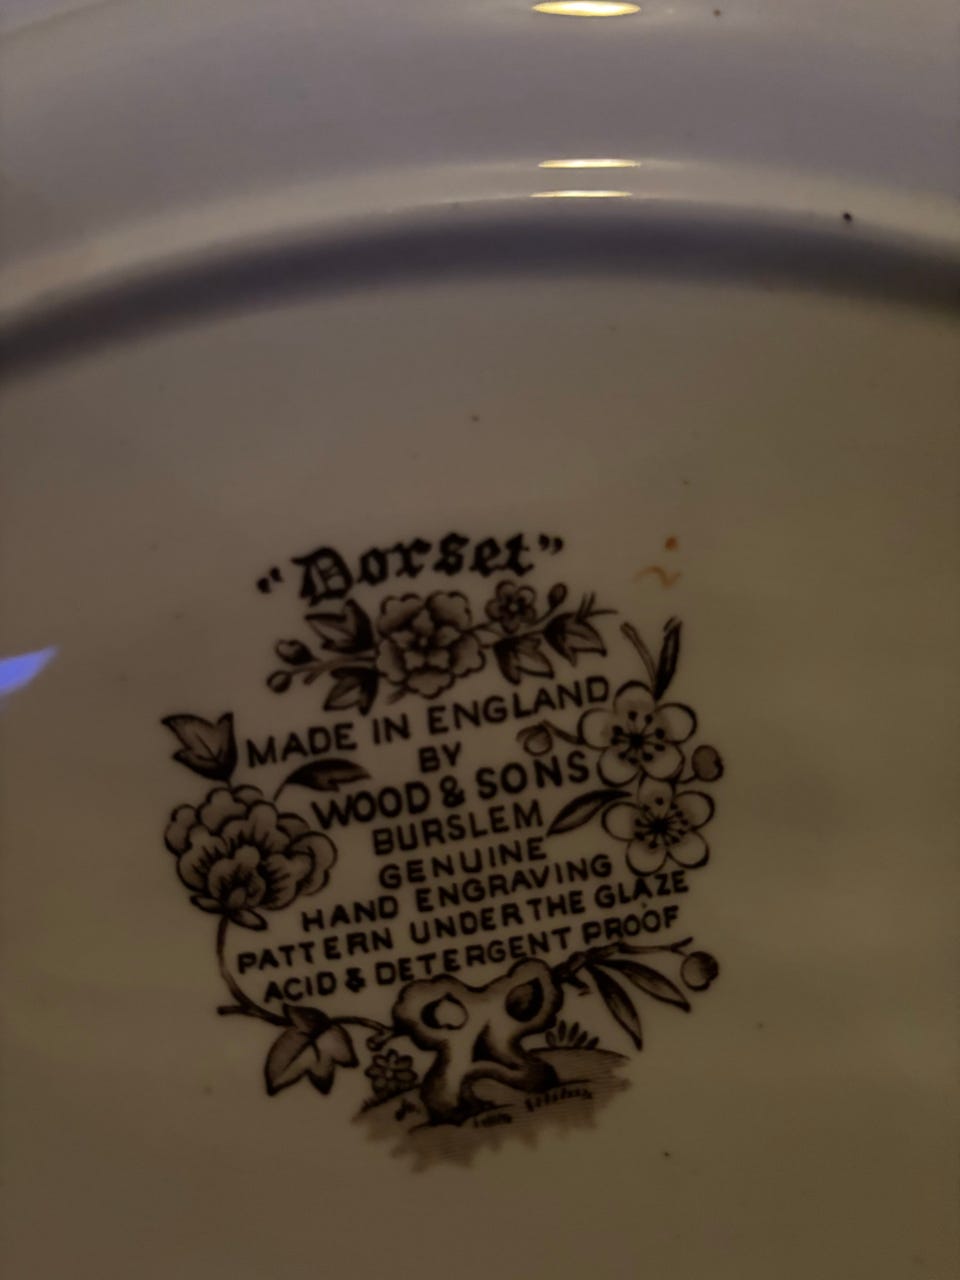 "Dorset"
MADE IN ENGLAND
BY
WOOD & SONS
BURSLEM
GENUINE
HAND ENGRAVING
PATTERN UNDER THE GLAZE
ACID & DETERGENT PROOF